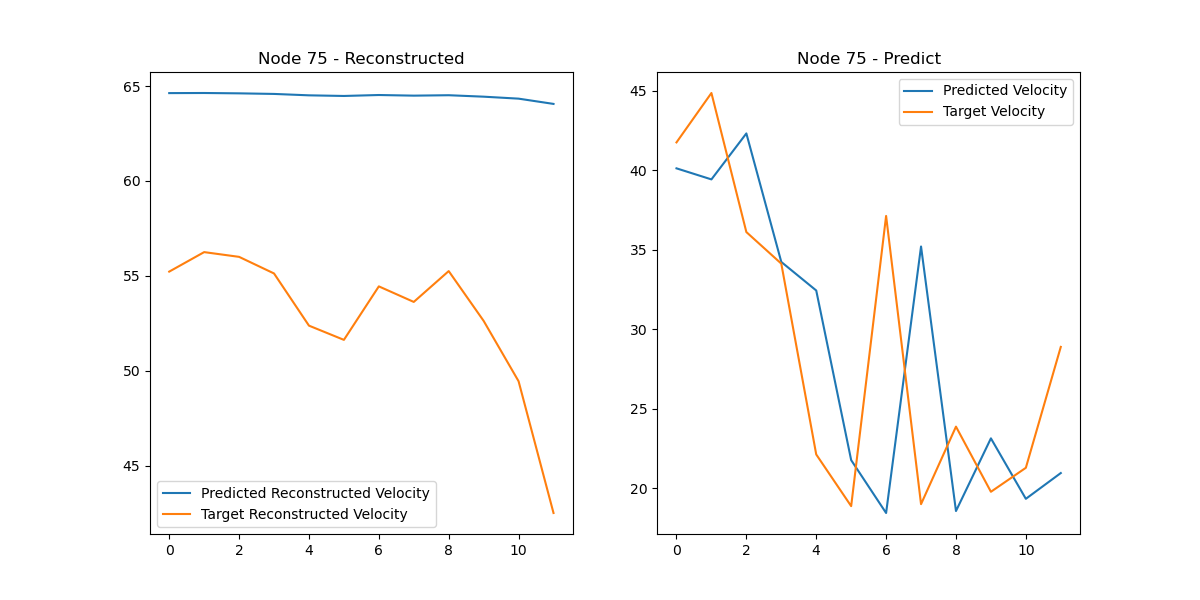 Node 75 - Reconstructed
65
60
55
50
45
Predicted Reconstructed Velocity
Target Reconstructed Velocity
0 2 4 6 8 10
Node 75 - Predict
45
40
35
30
25
20
Predicted Velocity
Target Velocity
0 2 4 6 8 10